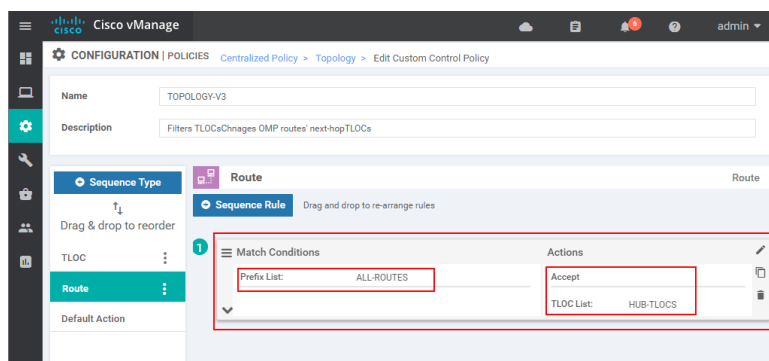 cisco Cisco vManage 6 admin
CONFIGURATION | POLICIES Centralized Policy > Topology > Edit Custom Control Policy
Name TOPOLOGY-V3
Description Filters TLOCsChnages OMP routes' next-hopTLOCs
Sequence Type
Drag & drop to reorder
TLOC
Route
Default Action
Route Route
Sequence Rule Drag and drop to re-arrange rules
1 Match Conditions Actions
Prefix List: ALL-ROUTES Accept
TLOC List: HUB-TLOCS